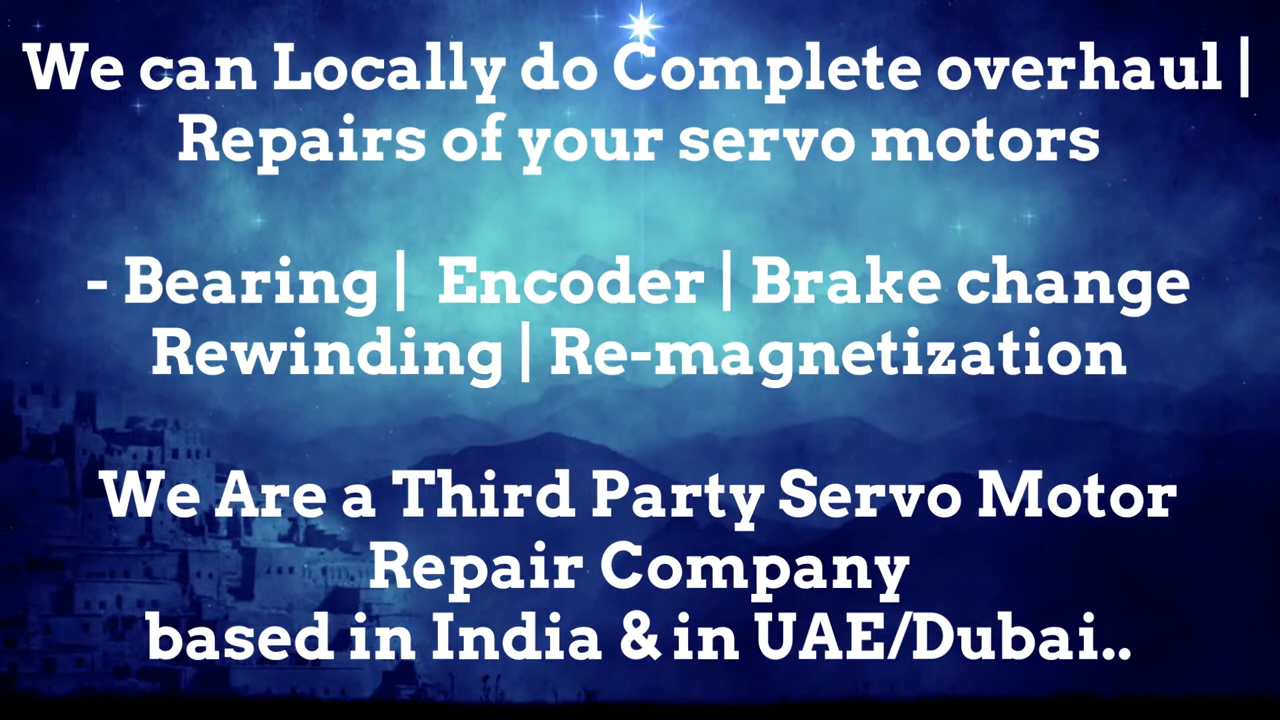 We can Locally do Complete overhaul |
Repairs of your servo motors
- Bearing | Encoder | Brake change
Rewinding | Re-magnetization
We Are a Third Party Servo Motor
Repair Company
based in India & in UAE/Dubai..